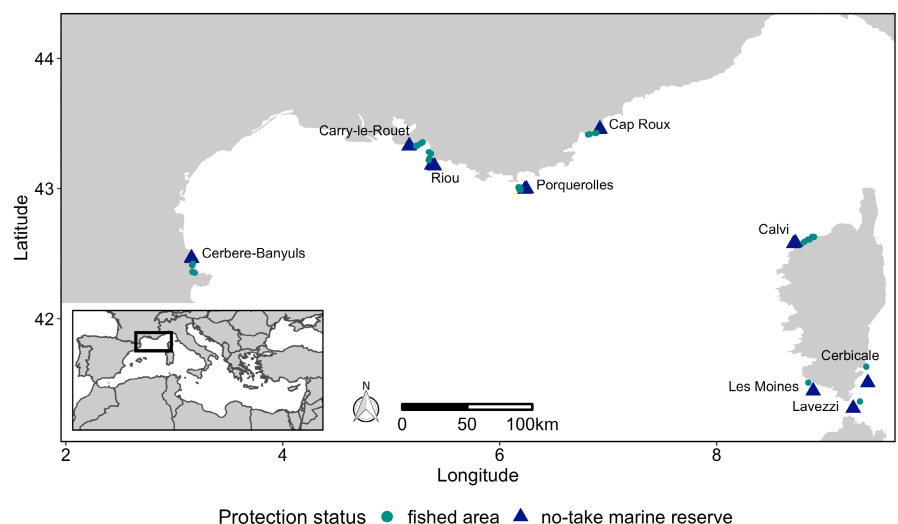 44
43
42
Latitude
Carry-le-Rouet
Cap Roux
Riou
Porquerolles
Cerbere-Banyuls
Calvi
Cerbicale
Les Moines
Lavezzi
N
0 50 100km
2 4 6 8
Longitude
Protection status fished area no-take marine reserve